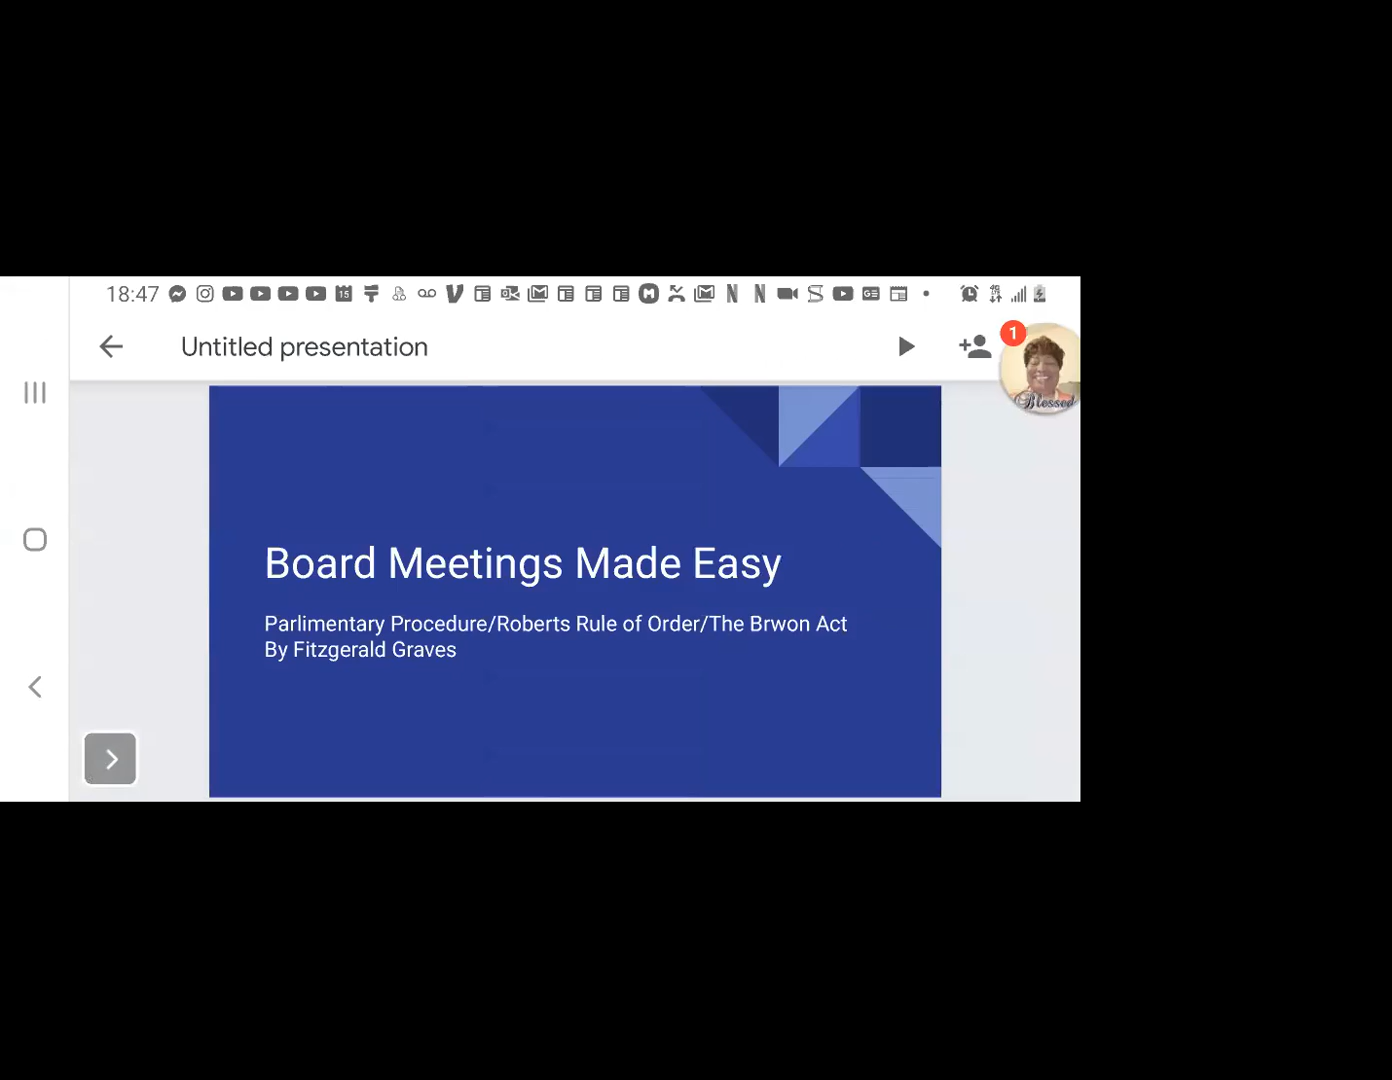 18:47
Untitled presentation
1
Blessed
Board Meetings Made Easy
Parlimentary Procedure/Roberts Rule of Order/The Brwon Act
By Fitzgerald Graves